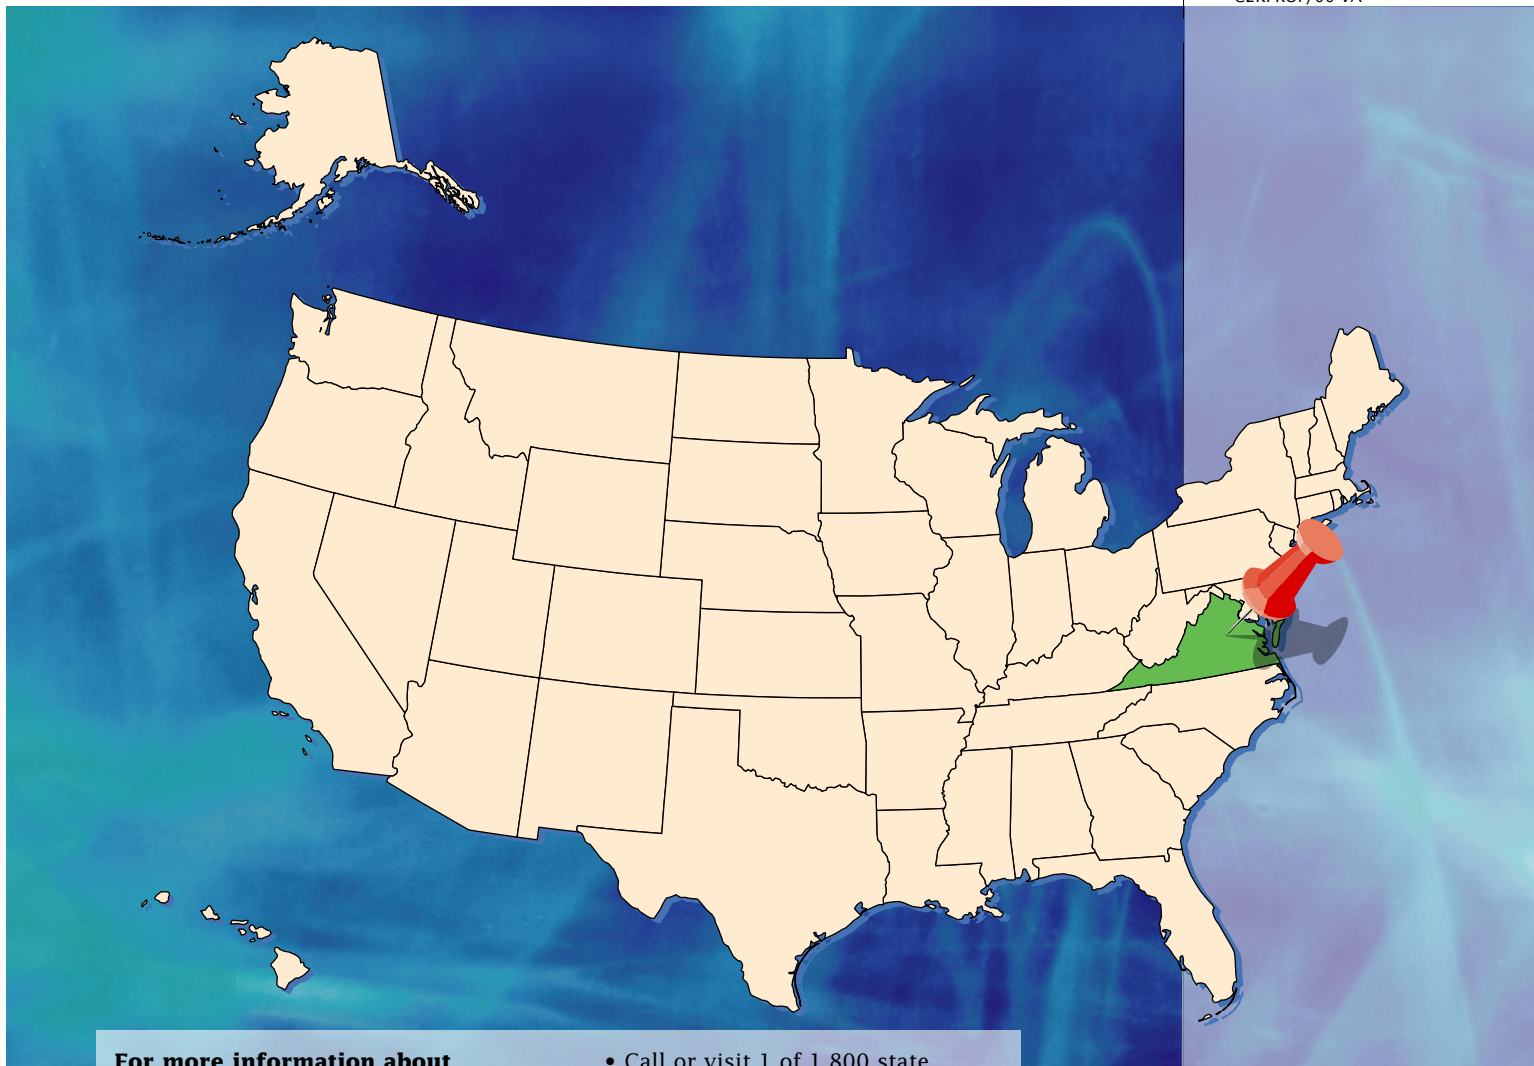 For more information about
• Call or visit 1 of 1,800 state